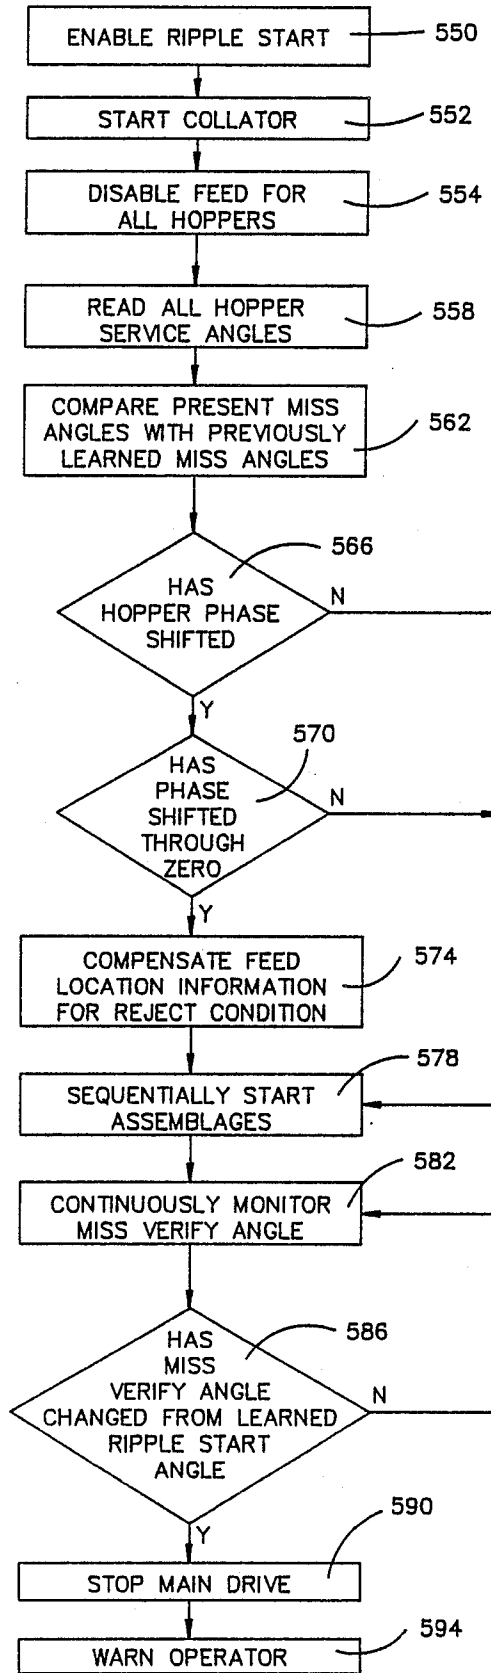 ENABLE RIPPLE START
550
START COLLATOR
552
DISABLE FEED FOR
ALL HOPPERS
554
READ ALL HOPPER
SERVICE ANGLES
558
COMPARE PRESENT MISS
ANGLES WITH PREVIOUSLY
LEARNED MISS ANGLES
562
566
HAS
HOPPER PHASE
SHIFTED
N
Y
570
HAS
PHASE
SHIFTED
THROUGH
ZERO
N
Y
COMPENSATE FEED
LOCATION INFORMATION
FOR REJECT CONDITION
574
578
SEQUENTIALLY START
ASSEMBLAGES
582
CONTINUOUSLY MONITOR
MISS VERIFY ANGLE
586
HAS
MISS
VERIFY ANGLE
CHANGED FROM LEARNED
RIPPLE START
ANGLE
N
Y
590
STOP MAIN DRIVE
594
WARN OPERATOR